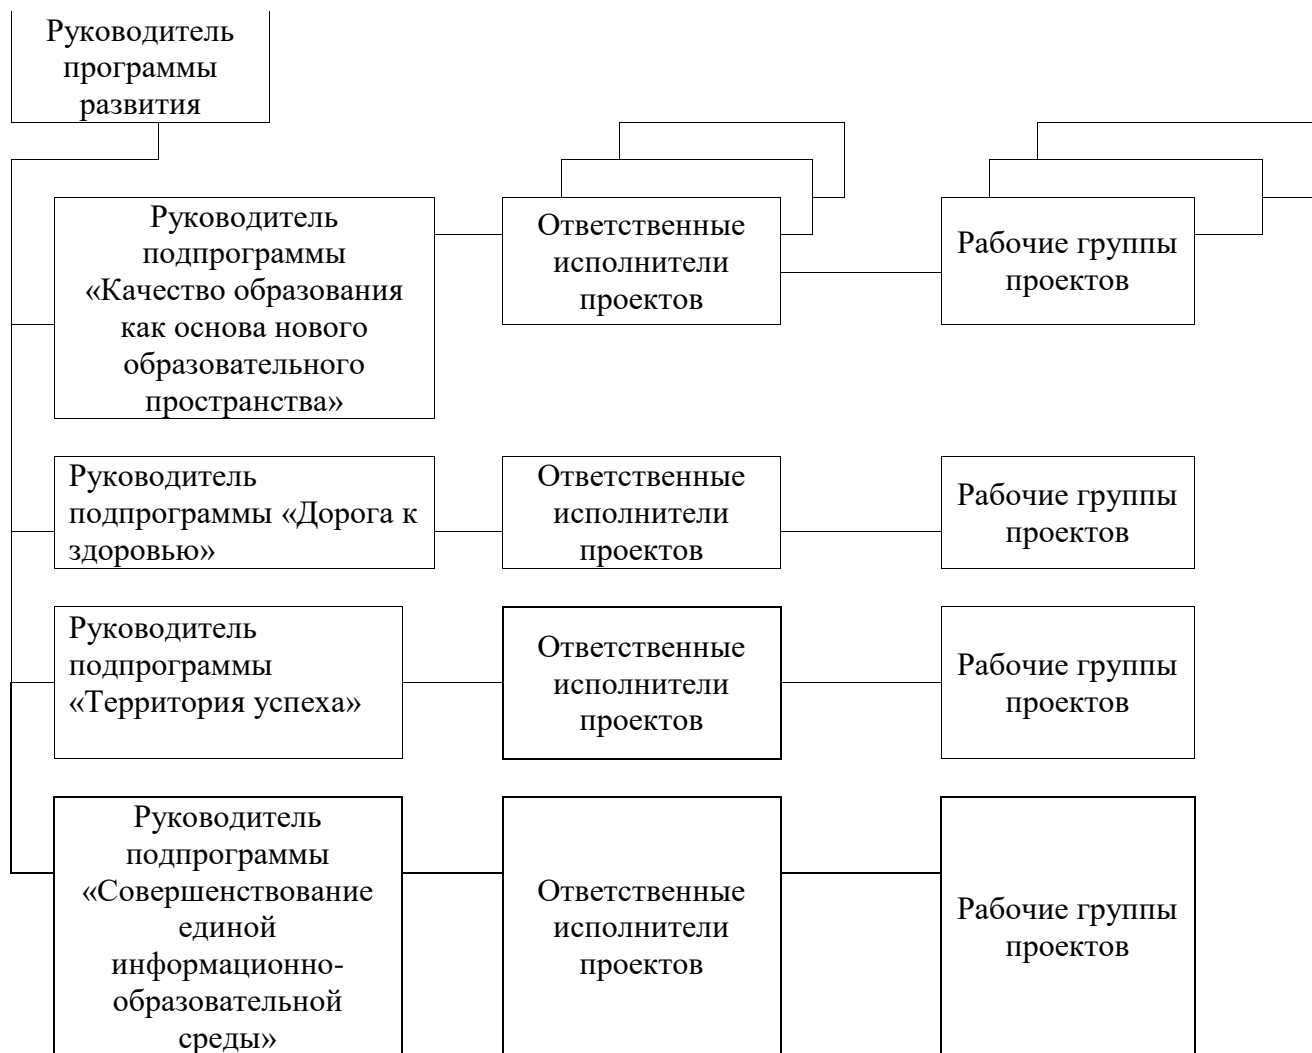 Руководитель
программы
развития
Руководитель
подпрограммы
«Качество образования
как основа нового
образовательного
пространства»
Ответственные
исполнители
проектов
Рабочие группы
проектов
Руководитель
подпрограммы «Дорога к
здоровью»
Ответственные
исполнители
проектов
Рабочие группы
проектов
Руководитель
подпрограммы
«Территория успеха»
Ответственные
исполнители
проектов
Рабочие группы
проектов
Руководитель
подпрограммы
«Совершенствование
единой
информационно-
образовательной
среды»
Ответственные
исполнители
проектов
Рабочие группы
проектов